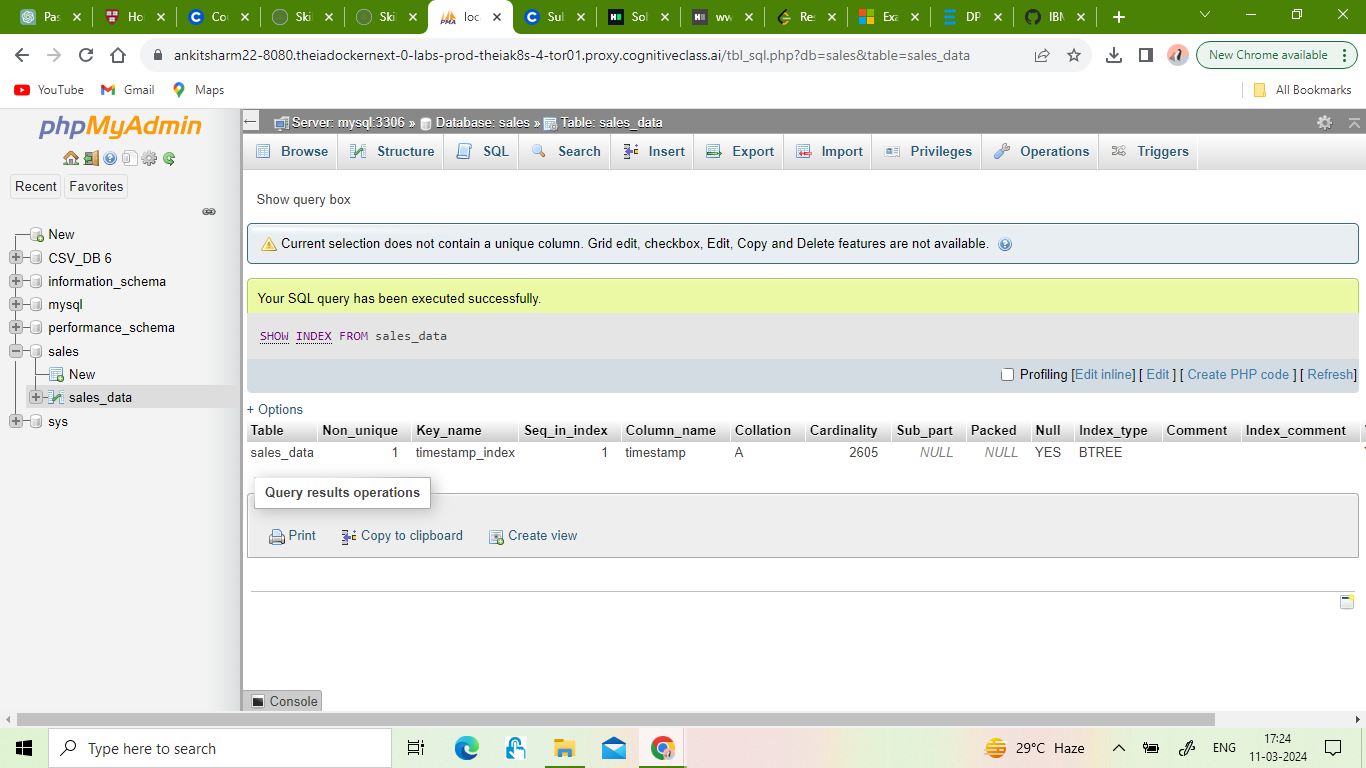 Pas
Ho
Cou
Ski
Ski
PMA
loc
Sul
Sol
ww
Res
Exa
DP
IBM
ankitsharm22-8080.theiadockernext-0-labs-prod-theiak8s-4-tor01.proxy.cognitiveclass.ai/tbl_sql.php?db=sales&table=sales_data
New Chrome available
YouTube
Gmail
Maps
All Bookmarks
phpMyAdmin
Recent
Favorites
New
CSV_DB 6
information_schema
mysql
performance_schema
sales
New
sales_data
sys
Server: mysql:3306 » Database: sales » Table: sales_data
Browse Structure SQL Search Insert Export Import Privileges Operations Triggers
Show query box
Current selection does not contain a unique column. Grid edit, checkbox, Edit, Copy and Delete features are not available.
Your SQL query has been executed successfully.
SHOW INDEX FROM sales_data
Profiling [Edit inline] [ Edit ] [ Create PHP code ] [ Refresh]
+ Options
Table Non_unique Key_name Seq_in_index Column_name Collation Cardinality Sub_part Packed Null Index_type Comment Index_comment
sales_data 1 timestamp_index 1 timestamp A 2605 NULL NULL YES BTREE
Query results operations
Print Copy to clipboard Create view
Console
Type here to search
29°C Haze
ENG
17:24
11-03-2024